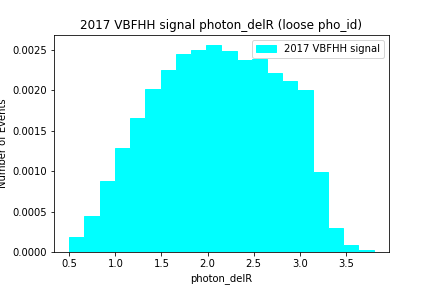 2017 VBFHH signal photon_delR (loose pho_id)
2017 VBFHH signal
Number of Events
0.0025
0.0020
0.0015
0.0010
0.0005
0.0000
0.5 1.0 1.5 2.0 2.5 3.0 3.5
photon_delR